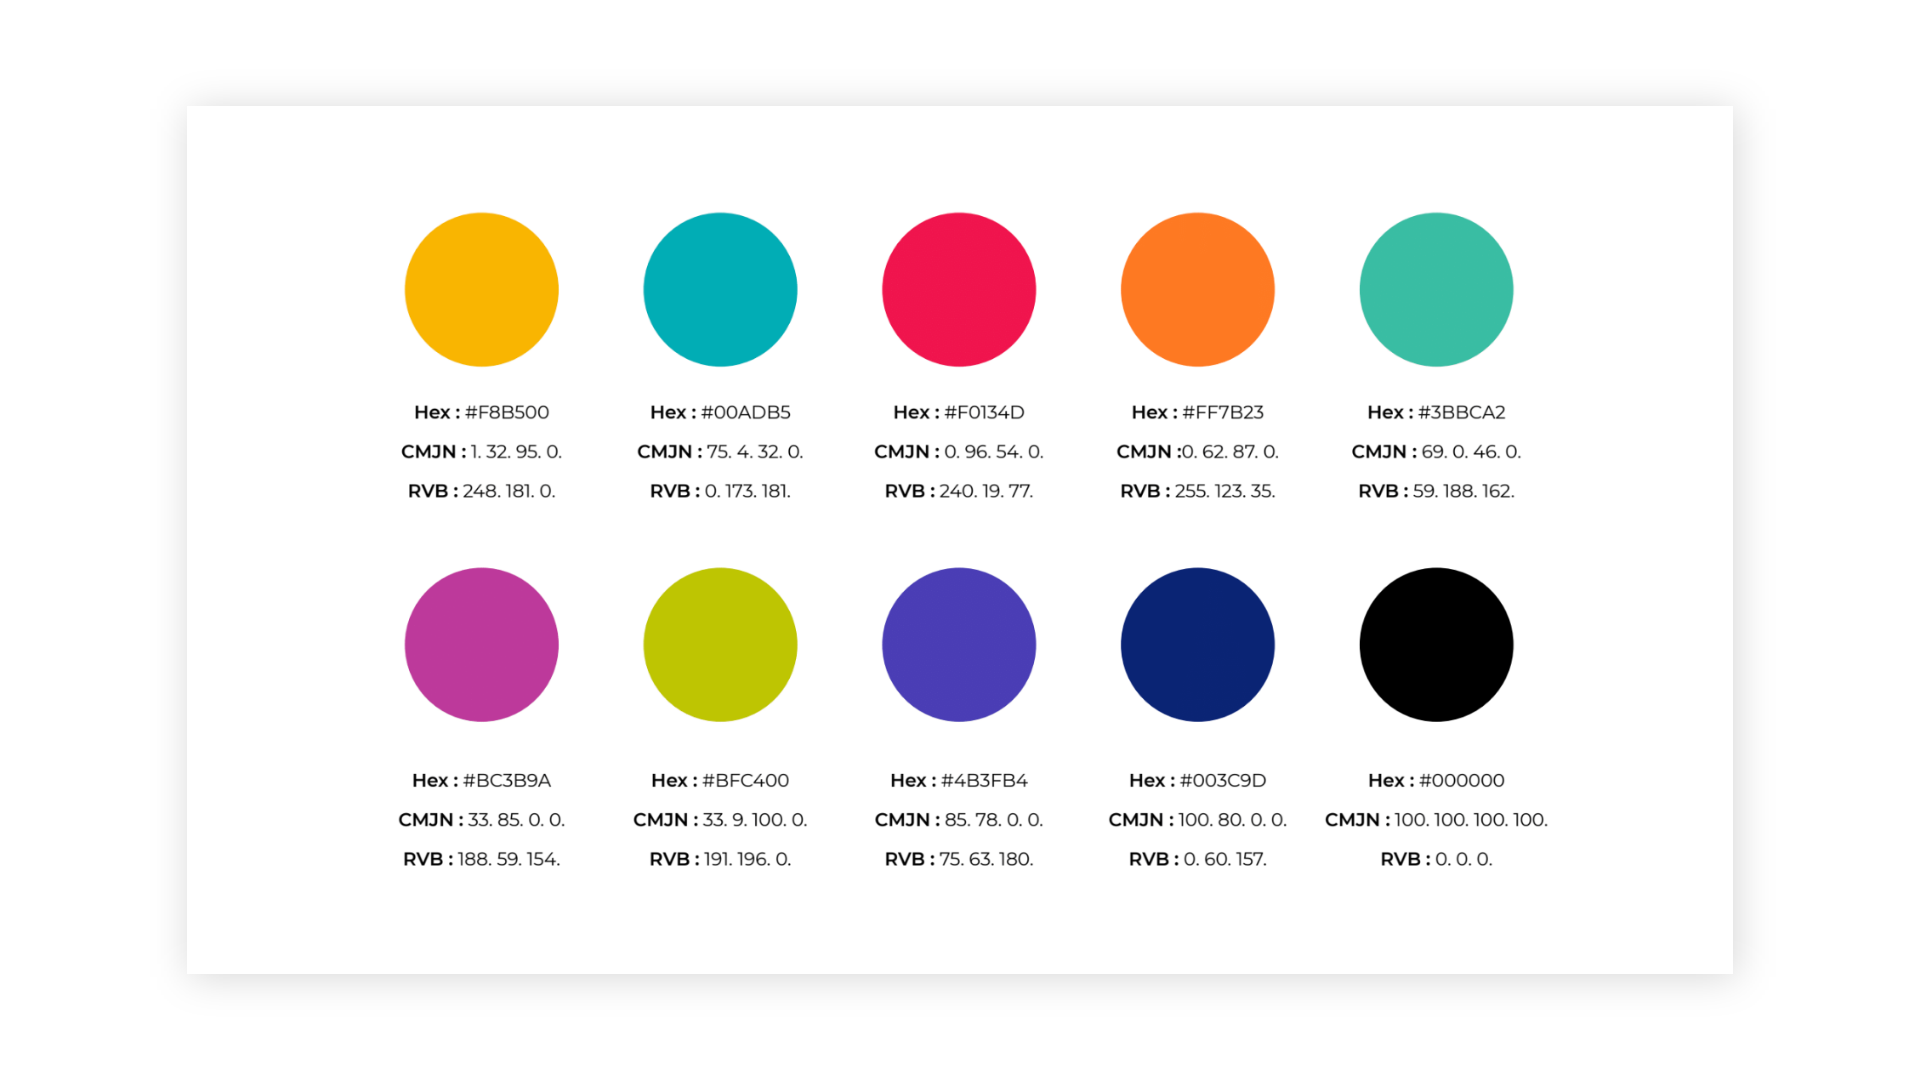 Hex : #F8B500
CMJN : 1. 32. 95. 0.
RVB : 248. 181. 0.
Hex : #00ADB5
CMJN : 75. 4. 32. 0.
RVB : 0. 173. 181.
Hex : #F0134D
CMJN : 0. 96. 54. 0.
RVB : 240. 19. 77.
Hex : #FF7B23
CMJN :0. 62. 87. 0.
RVB : 255. 123. 35.
Hex : #3BBCA2
CMJN : 69. 0. 46. 0.
RVB : 59. 188. 162.
Hex : #BC3B9A
CMJN : 33. 85. 0. 0.
RVB : 188. 59. 154.
Hex : #BFC400
CMJN : 33. 9. 100. 0.
RVB : 191. 196. 0.
Hex : #4B3FB4
CMJN : 85. 78. 0. 0.
RVB : 75. 63. 180.
Hex : #003C9D
CMJN : 100. 80. 0. 0.
RVB : 0. 60. 157.
Hex : #000000
CMJN : 100. 100. 100. 100.
RVB : 0. 0. 0.